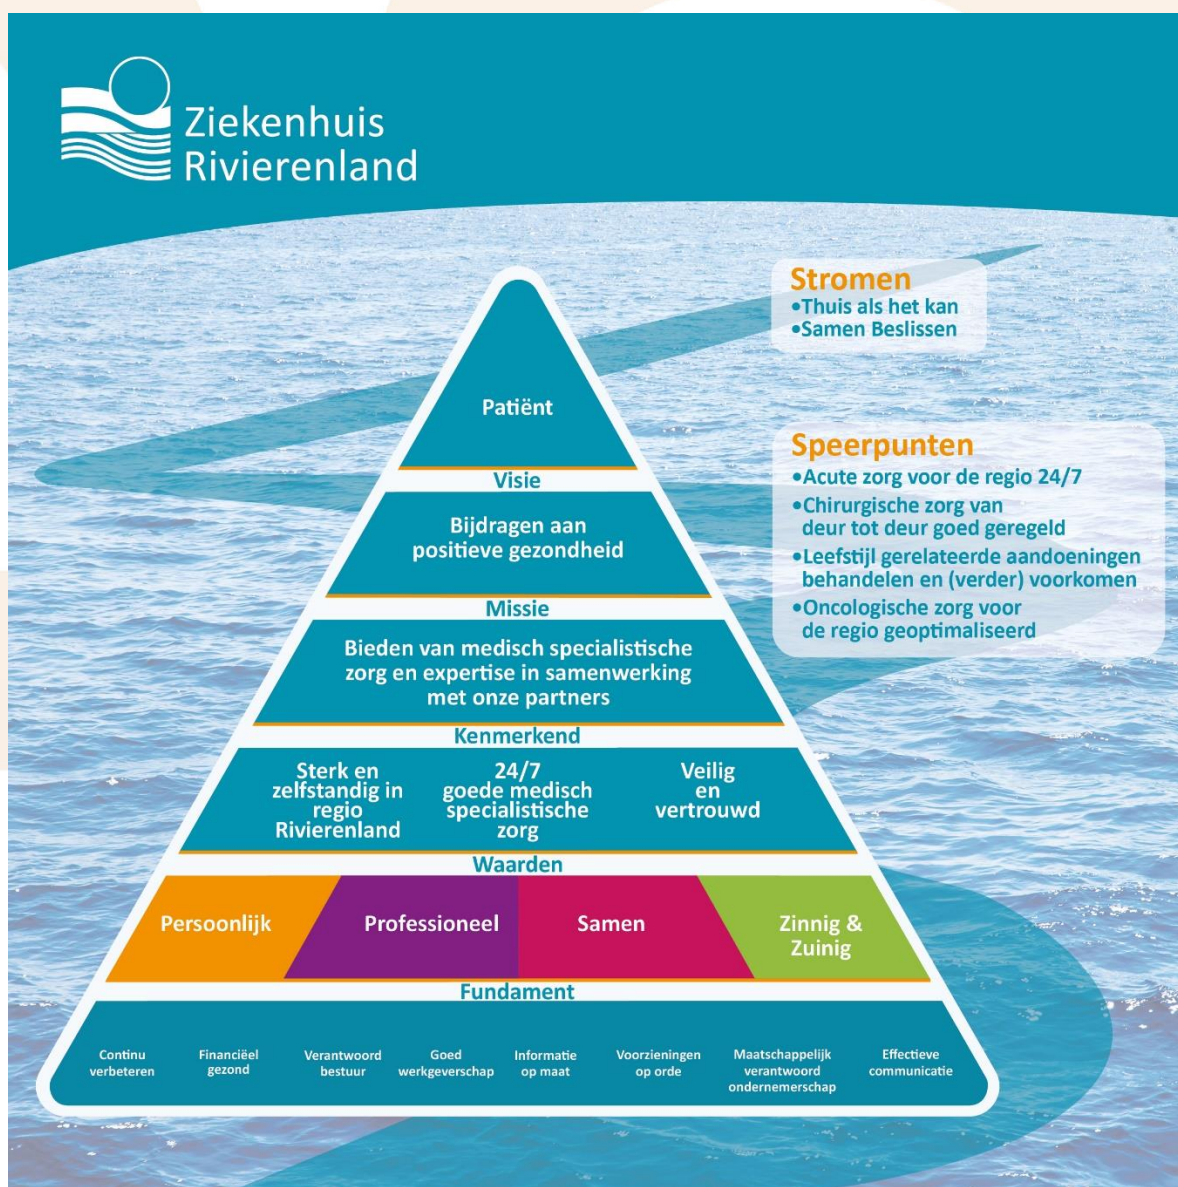 Ziekenhuis
Rivierenland
Stromen
•Thuis als het kan
•Samen Beslissen
Speerpunten
•Acute zorg voor de regio 24/7
•Chirurgische zorg van
deur tot deur goed geregeld
•Leefstijl gerelateerde aandoeningen
behandelen en (verder) voorkomen
•Oncologische zorg voor
de regio geoptimaliseerd
Patiënt
Visie
Bijdragen aan
positieve gezondheid
Missie
Bieden van medisch specialistische
zorg en expertise in samenwerking
met onze partners
Kenmerkend
Sterk en
zelfstandig in
regio
Rivierenland
24/7
goede medisch
specialistische
zorg
Veilig
en
vertrouwd
Waarden
Persoonlijk
Professioneel
Samen
Zinnig &
Zuinig
Fundament
Continu
verbeteren
Financiëel
gezond
Verantwoord
bestuur
Goed
werkgeverschap
Informatie
op maat
Voorzieningen
op orde
Maatschappelijk
verantwoord
ondernemerschap
Effectieve
communicatie